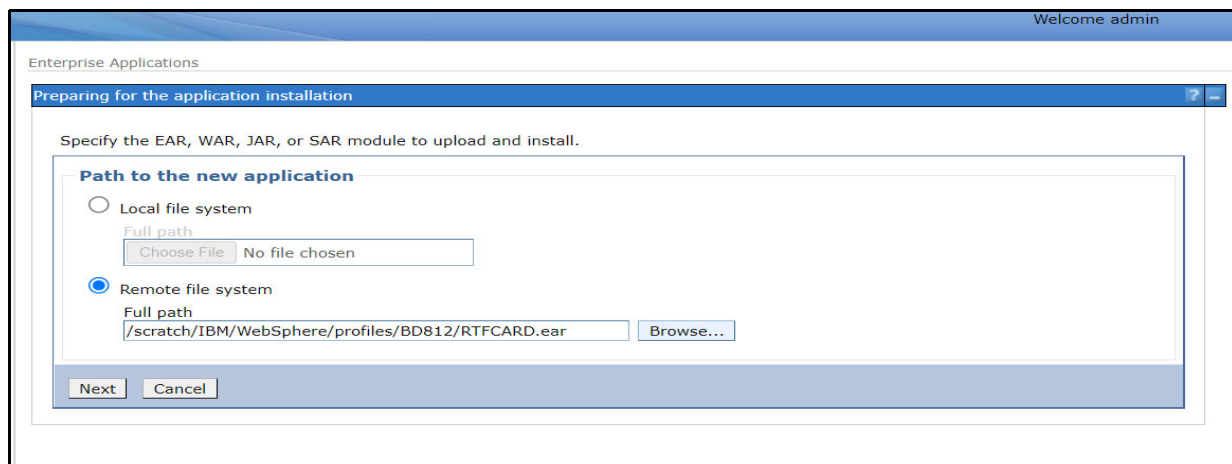 Welcome admin
Enterprise Applications
Preparing for the application installation ? –
Specify the EAR, WAR, JAR, or SAR module to upload and install.
Path to the new application
Local file system
Full path
Choose File No file chosen
Remote file system
Full path
/scratch/IBM/WebSphere/profiles/BD812/RTFCARD.ear Browse...
Next Cancel